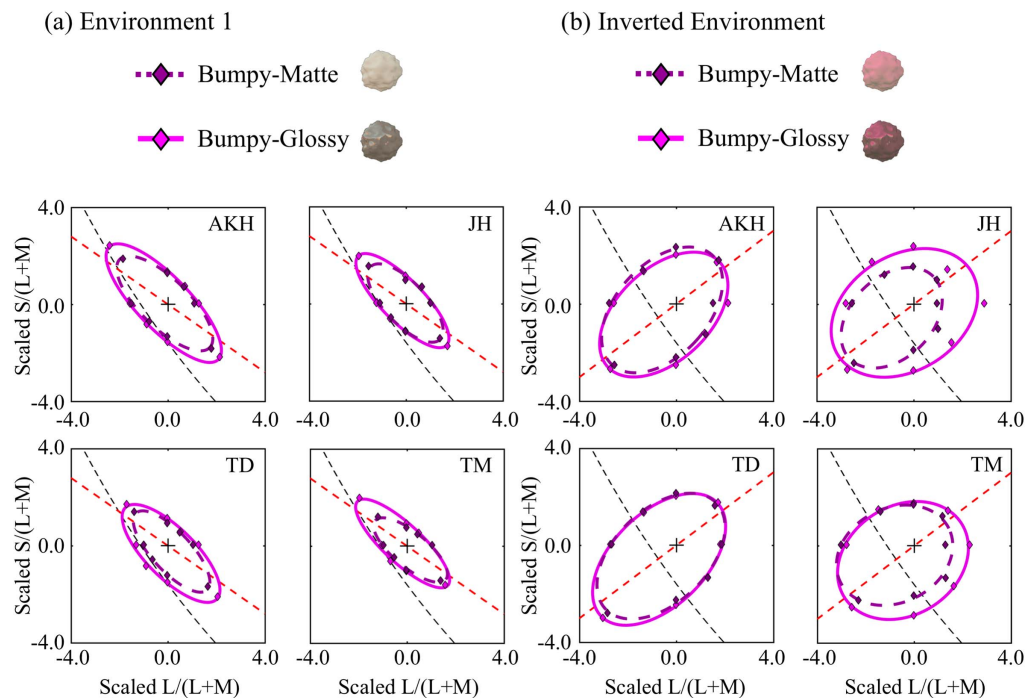 (a) Environment 1
Bumpy-Matte
Bumpy-Glossy
(b) Inverted Environment
Bumpy-Matte
Bumpy-Glossy
4.0
0.0
-4.0
Scaled S/(L+M)
AKH
-4.0 0.0 4.0
JH
-4.0 0.0 4.0
4.0
0.0
-4.0
Scaled S/(L+M)
AKH
-4.0 0.0 4.0
JH
-4.0 0.0 4.0
4.0
0.0
-4.0
Scaled S/(L+M)
TD
-4.0 0.0 4.0
Scaled L/(L+M)
TM
-4.0 0.0 4.0
Scaled L/(L+M)
4.0
0.0
-4.0
Scaled S/(L+M)
TD
-4.0 0.0 4.0
Scaled L/(L+M)
TM
-4.0 0.0 4.0
Scaled L/(L+M)